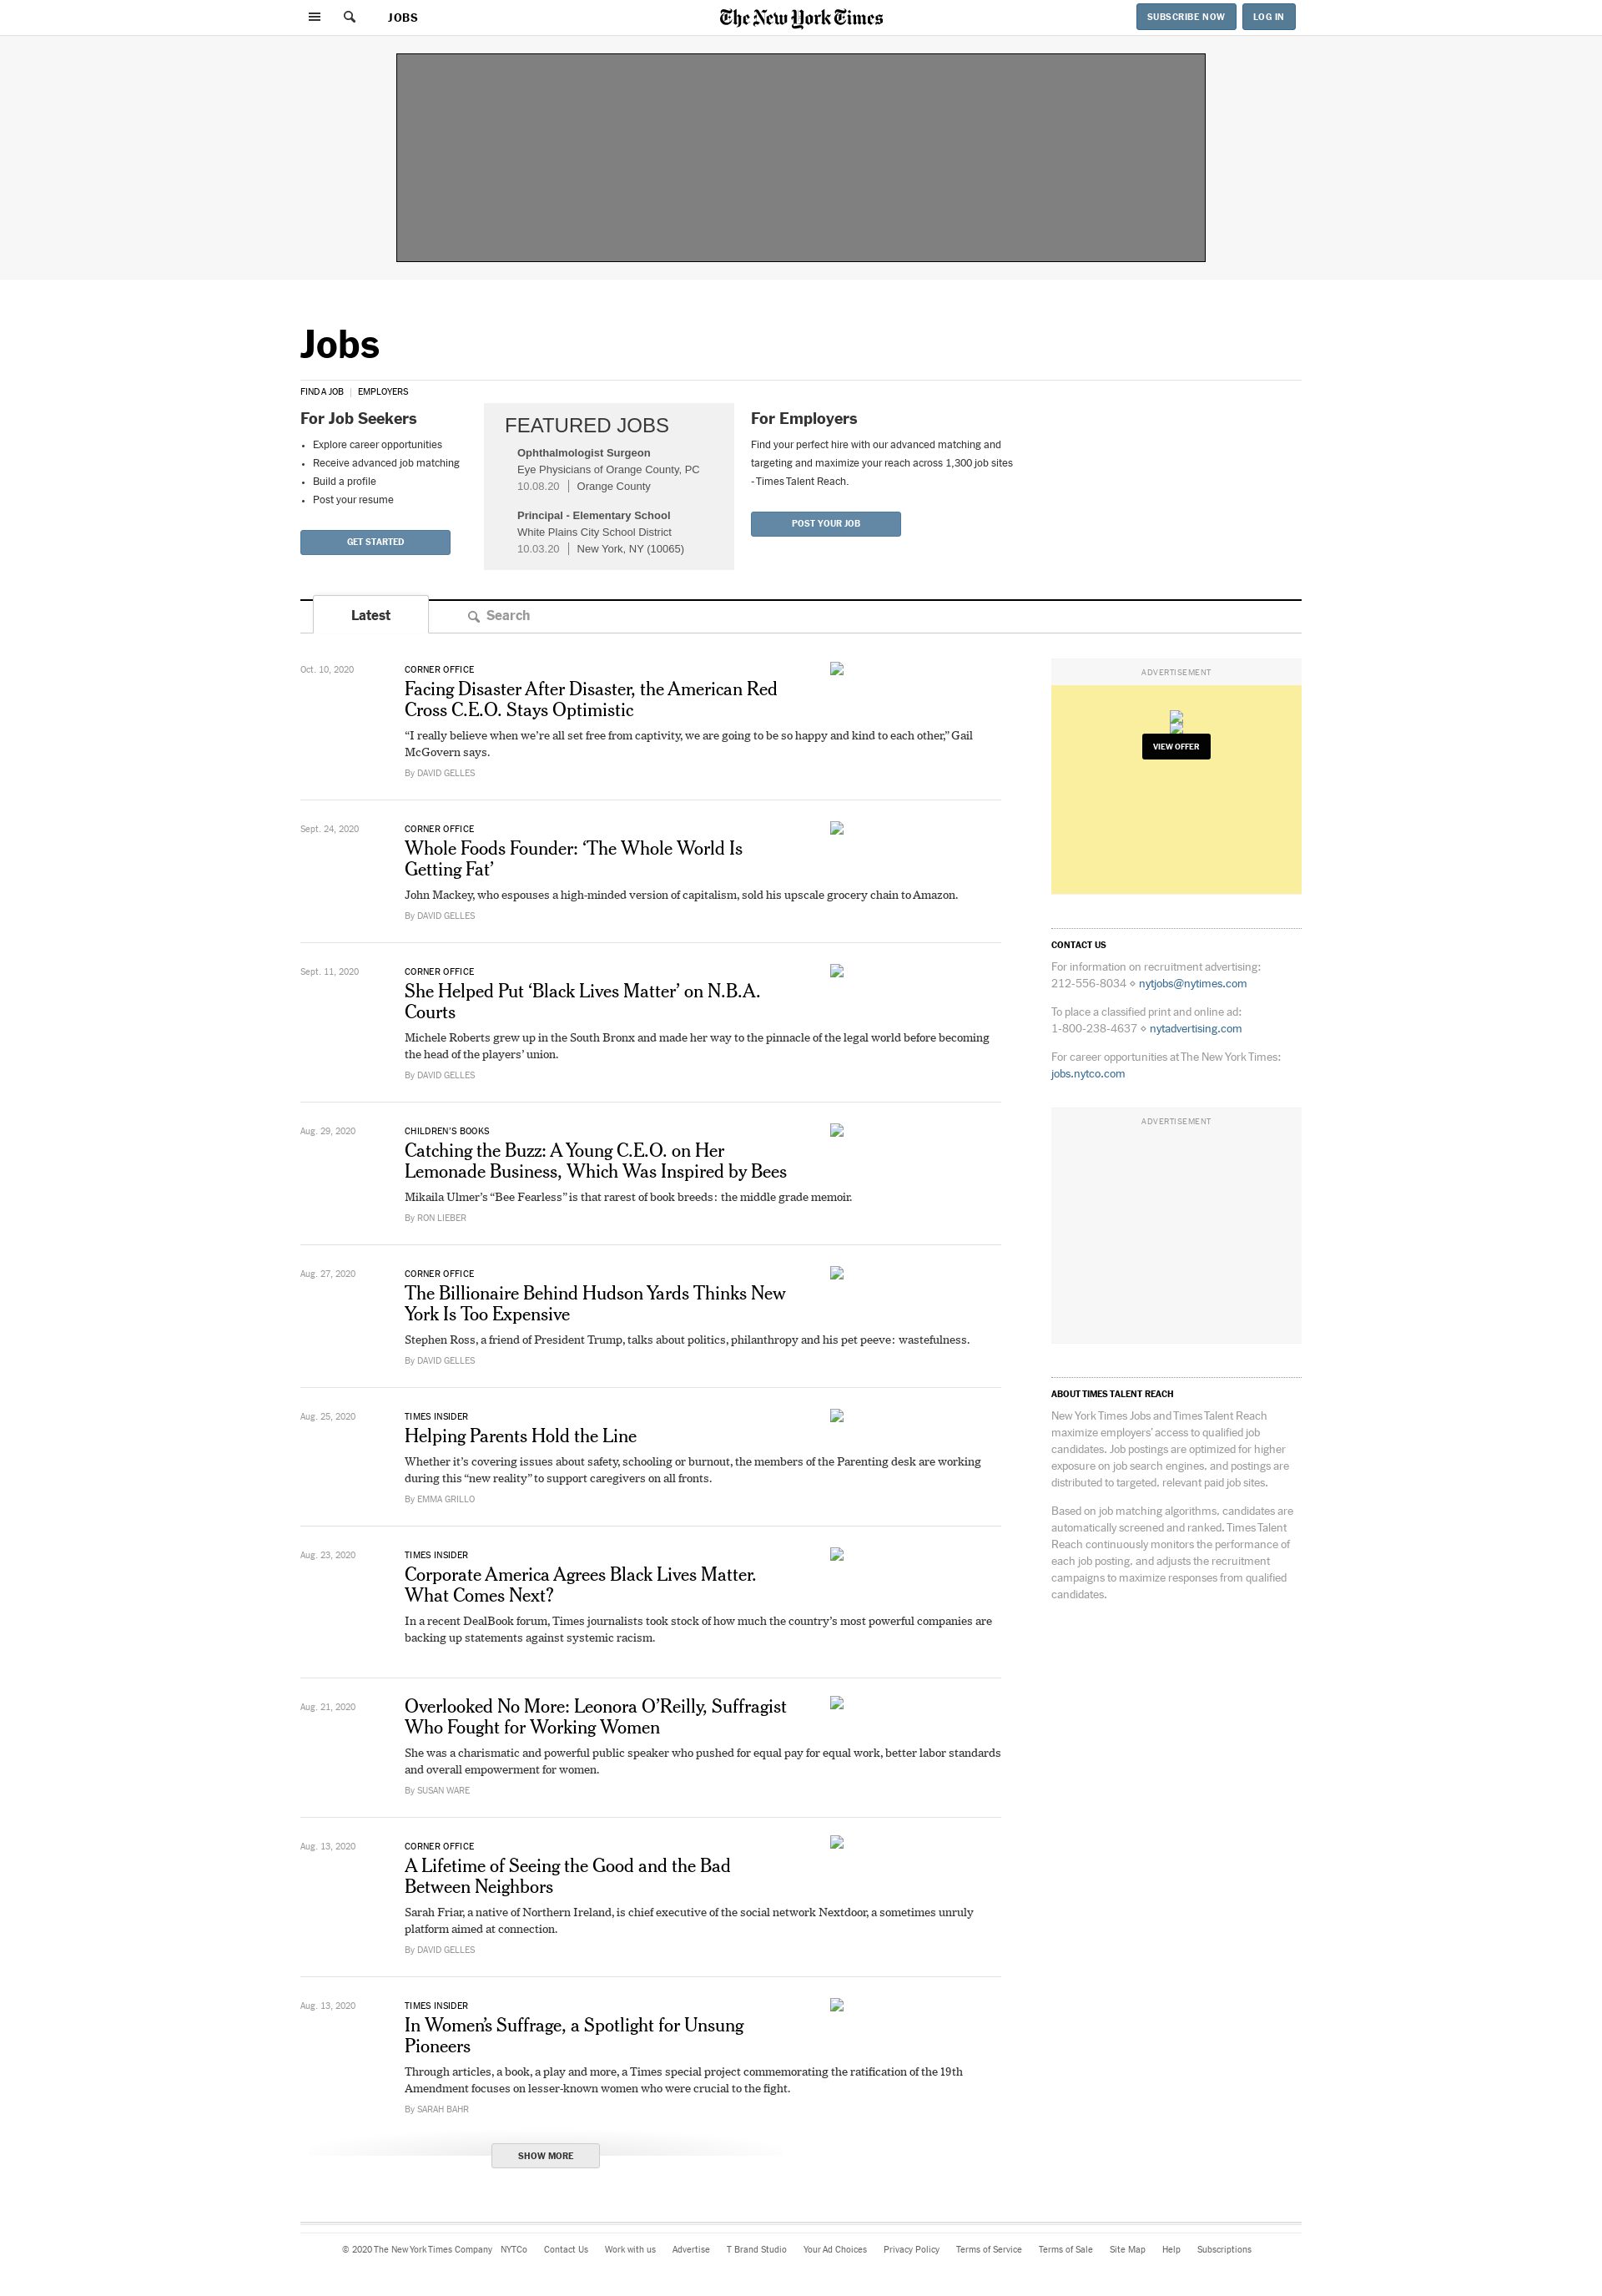 JOBS
The New York Times
SUBSCRIBE NOW
LOG IN
Jobs
FIND A JOB | EMPLOYERS
For Job Seekers
• Explore career opportunities
• Receive advanced job matching
• Build a profile
• Post your resume
GET STARTED
FEATURED JOBS
Ophthalmologist Surgeon
Eye Physicians of Orange County, PC
10.08.20 | Orange County
Principal - Elementary School
White Plains City School District
10.03.20 | New York, NY (10065)
For Employers
Find your perfect hire with our advanced matching and
targeting and maximize your reach across 1,300 job sites
- Times Talent Reach.
POST YOUR JOB
Latest
Search
Oct. 10, 2020
CORNER OFFICE
Facing Disaster After Disaster, the American Red
Cross C.E.O. Stays Optimistic
“I really believe when we’re all set free from captivity, we are going to be so happy and kind to each other,” Gail
McGovern says.
By DAVID GELLES
Sept. 24, 2020
CORNER OFFICE
Whole Foods Founder: ‘The Whole World Is
Getting Fat’
John Mackey, who espouses a high-minded version of capitalism, sold his upscale grocery chain to Amazon.
By DAVID GELLES
Sept. 11, 2020
CORNER OFFICE
She Helped Put ‘Black Lives Matter’ on N.B.A.
Courts
Michele Roberts grew up in the South Bronx and made her way to the pinnacle of the legal world before becoming
the head of the players’ union.
By DAVID GELLES
Aug. 29, 2020
CHILDREN’S BOOKS
Catching the Buzz: A Young C.E.O. on Her
Lemonade Business, Which Was Inspired by Bees
Mikaila Ulmer’s “Bee Fearless” is that rarest of book breeds: the middle grade memoir.
By RON LIEBER
Aug. 27, 2020
CORNER OFFICE
The Billionaire Behind Hudson Yards Thinks New
York Is Too Expensive
Stephen Ross, a friend of President Trump, talks about politics, philanthropy and his pet peeve: wastefulness.
By DAVID GELLES
Aug. 25, 2020
TIMES INSIDER
Helping Parents Hold the Line
Whether it’s covering issues about safety, schooling or burnout, the members of the Parenting desk are working
during this “new reality” to support caregivers on all fronts.
By EMMA GRILLO
Aug. 23, 2020
TIMES INSIDER
Corporate America Agrees Black Lives Matter.
What Comes Next?
In a recent DealBook forum, Times journalists took stock of how much the country’s most powerful companies are
backing up statements against systemic racism.
Aug. 21, 2020
Overlooked No More: Leonora O’Reilly, Suffragist
Who Fought for Working Women
She was a charismatic and powerful public speaker who pushed for equal pay for equal work, better labor standards
and overall empowerment for women.
By SUSAN WARE
Aug. 13, 2020
CORNER OFFICE
A Lifetime of Seeing the Good and the Bad
Between Neighbors
Sarah Friar, a native of Northern Ireland, is chief executive of the social network Nextdoor, a sometimes unruly
platform aimed at connection.
By DAVID GELLES
Aug. 13, 2020
TIMES INSIDER
In Women’s Suffrage, a Spotlight for Unsung
Pioneers
Through articles, a book, a play and more, a Times special project commemorating the ratification of the 19th
Amendment focuses on lesser-known women who were crucial to the fight.
By SARAH BAHR
SHOW MORE
ADVERTISEMENT
VIEW OFFER
CONTACT US
For information on recruitment advertising:
212-556-8034 ⋄ nytjobs@nytimes.com
To place a classified print and online ad:
1-800-238-4637 ⋄ nytadvertising.com
For career opportunities at The New York Times:
jobs.nytco.com
ADVERTISEMENT
ABOUT TIMES TALENT REACH
New York Times Jobs and Times Talent Reach
maximize employers’ access to qualified job
candidates. Job postings are optimized for higher
exposure on job search engines, and postings are
distributed to targeted, relevant paid job sites.
Based on job matching algorithms, candidates are
automatically screened and ranked. Times Talent
Reach continuously monitors the performance of
each job posting, and adjusts the recruitment
campaigns to maximize responses from qualified
candidates.
© 2020 The New York Times Company NYTCo Contact Us Work with us Advertise T Brand Studio Your Ad Choices Privacy Policy Terms of Service Terms of Sale Site Map Help Subscriptions